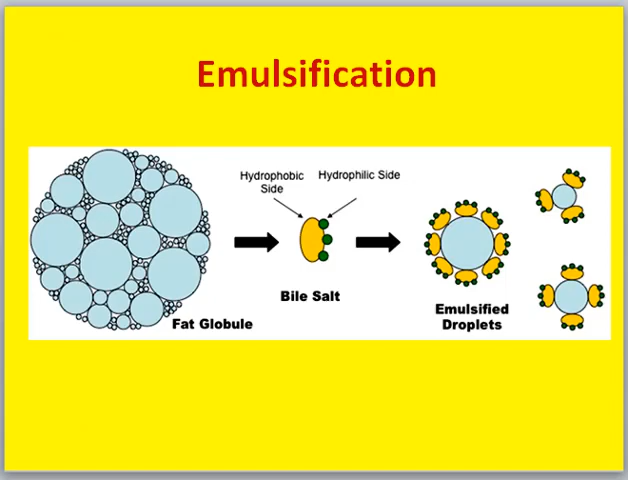 Emulsification
Hydrophobic
Side
Hydrophilic Side
Bile Salt
Fat Globule
Emulsified
Droplets